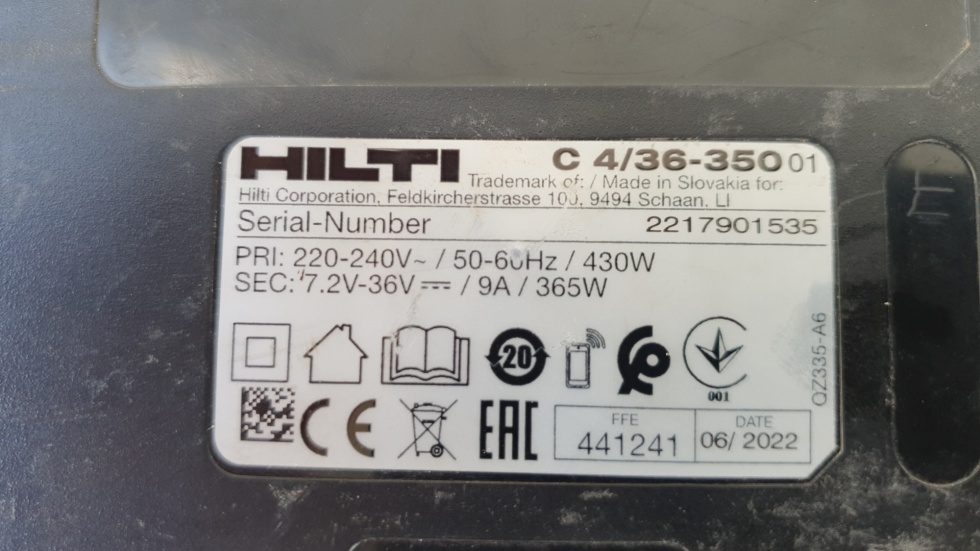 HILTI C 4/36-350 01
Trademark of: / Made in Slovakia for:
Hilti Corporation, Feldkircherstrasse 100, 9494 Schaan, LI
Serial-Number 2217901535
PRI: 220-240V~ / 50-60Hz / 430W
SEC: 7.2V-36V⎓ / 9A / 365W
20
001
QZ335-A6
CE
EAC
FFE
441241
DATE
06/ 2022